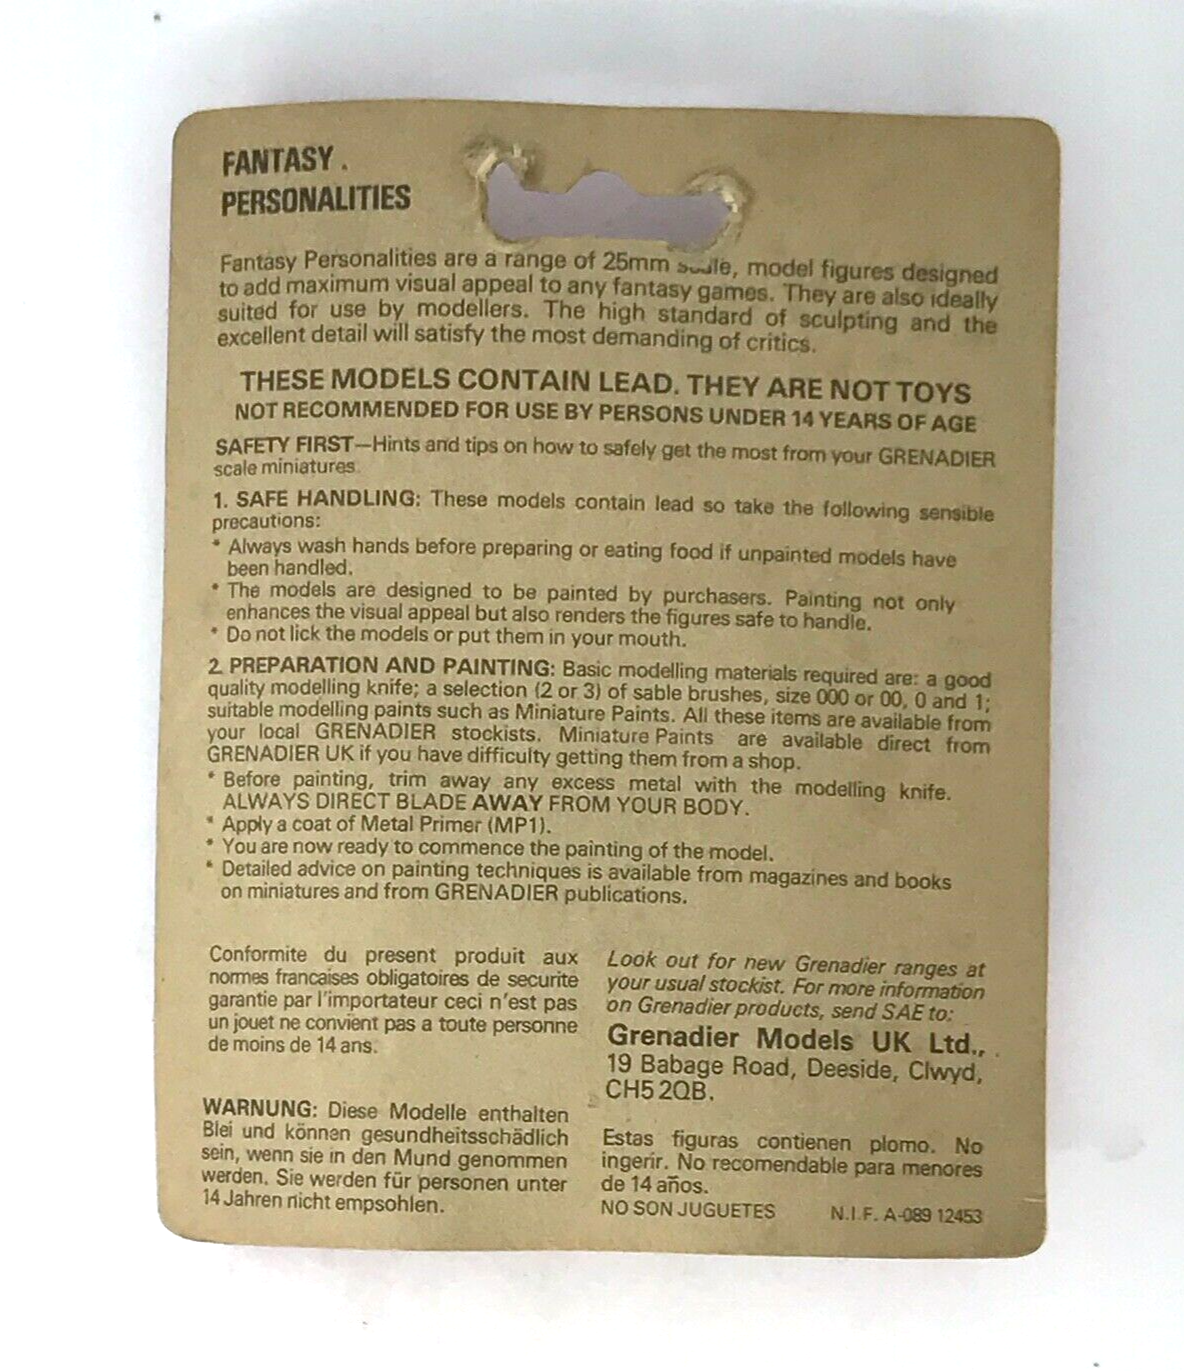 FANTASY
PERSONALITIES
Fantasy Personalities are a range of 25mm scale, model figures designed
to add maximum visual appeal to any fantasy games. They are also ideally
suited for use by modellers. The high standard of sculpting and the
excellent detail will satisfy the most demanding of critics.
THESE MODELS CONTAIN LEAD. THEY ARE NOT TOYS
NOT RECOMMENDED FOR USE BY PERSONS UNDER 14 YEARS OF AGE
SAFETY FIRST—Hints and tips on how to safely get the most from your GRENADIER
scale miniatures.
1. SAFE HANDLING: These models contain lead so take the following sensible
precautions:
* Always wash hands before preparing or eating food if unpainted models have
been handled.
* The models are designed to be painted by purchasers. Painting not only
enhances the visual appeal but also renders the figures safe to handle.
* Do not lick the models or put them in your mouth.
2. PREPARATION AND PAINTING: Basic modelling materials required are: a good
quality modelling knife; a selection (2 or 3) of sable brushes, size 000 or 00, 0 and 1;
suitable modelling paints such as Miniature Paints. All these items are available from
your local GRENADIER stockists. Miniature Paints are available direct from
GRENADIER UK if you have difficulty getting them from a shop.
* Before painting, trim away any excess metal with the modelling knife.
ALWAYS DIRECT BLADE AWAY FROM YOUR BODY.
* Apply a coat of Metal Primer (MP1).
* You are now ready to commence the painting of the model.
* Detailed advice on painting techniques is available from magazines and books
on miniatures and from GRENADIER publications.
Conformite du present produit aux
normes francaises obligatoires de securite
garantie par l'importateur ceci n'est pas
un jouet ne convient pas a toute personne
de moins de 14 ans.
WARNUNG: Diese Modelle enthalten
Blei und können gesundheitsschädlich
sein, wenn sie in den Mund genommen
werden. Sie werden für personen unter
14 Jahren nicht empsohlen.
Look out for new Grenadier ranges at
your usual stockist. For more information
on Grenadier products, send SAE to:
Grenadier Models UK Ltd.,
19 Babage Road, Deeside, Clwyd,
CH5 2QB.
Estas figuras contienen plomo. No
ingerir. No recomendable para menores
de 14 años.
NO SON JUGUETES N.I.F. A-089 12453